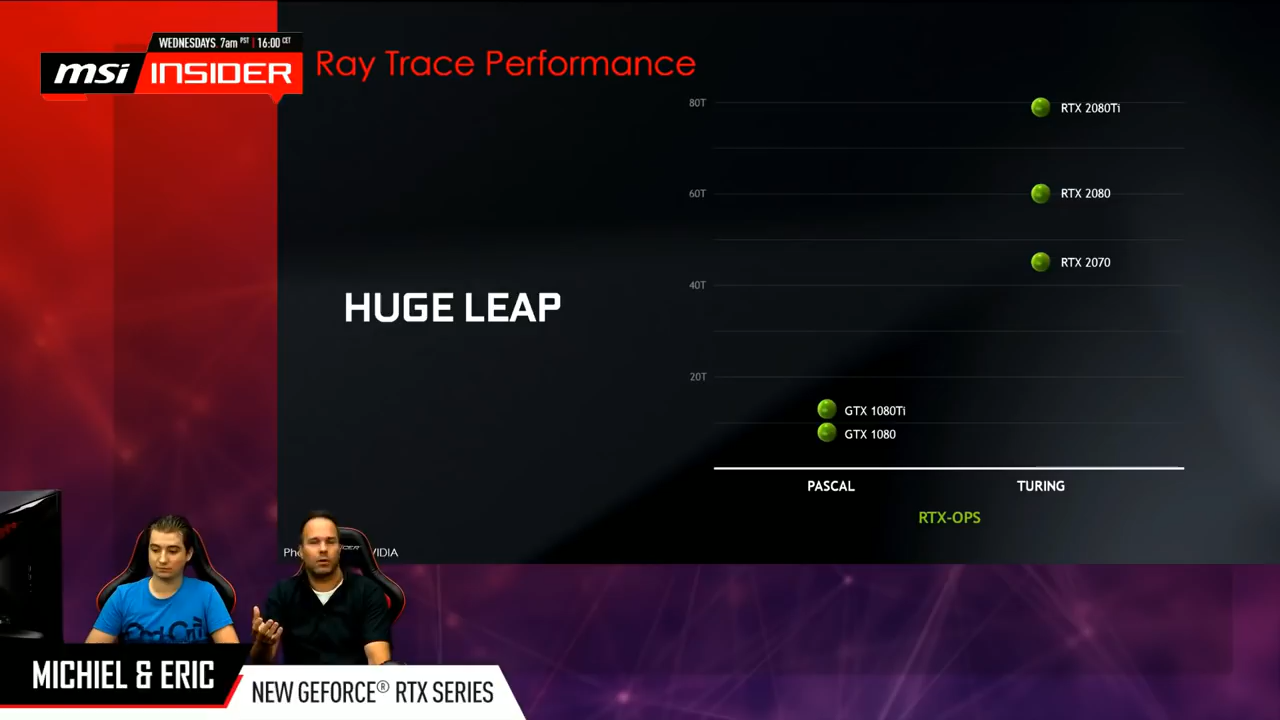 WEDNESDAYS 7am PST | 16:00 CET
msi INSIDER
Ray Trace Performance
80T
RTX 2080Ti
60T
RTX 2080
RTX 2070
40T
HUGE LEAP
20T
GTX 1080Ti
GTX 1080
PASCAL
TURING
RTX-OPS
MICHIEL & ERIC
NEW GEFORCE® RTX SERIES